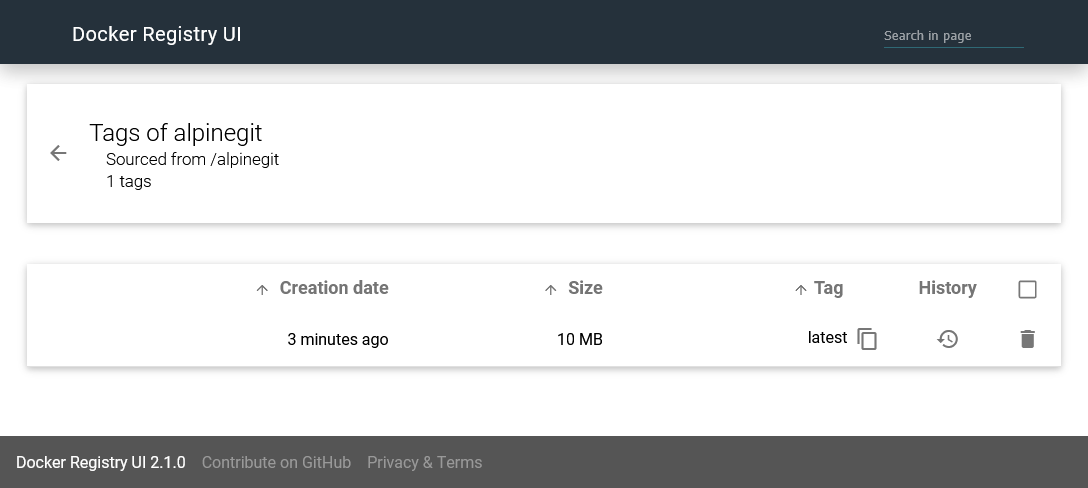 Docker Registry UI
Search in page
Tags of alpinegit
Sourced from /alpinegit
1 tags
Creation date Size Tag History
3 minutes ago 10 MB latest
Docker Registry UI 2.1.0 Contribute on GitHub Privacy & Terms